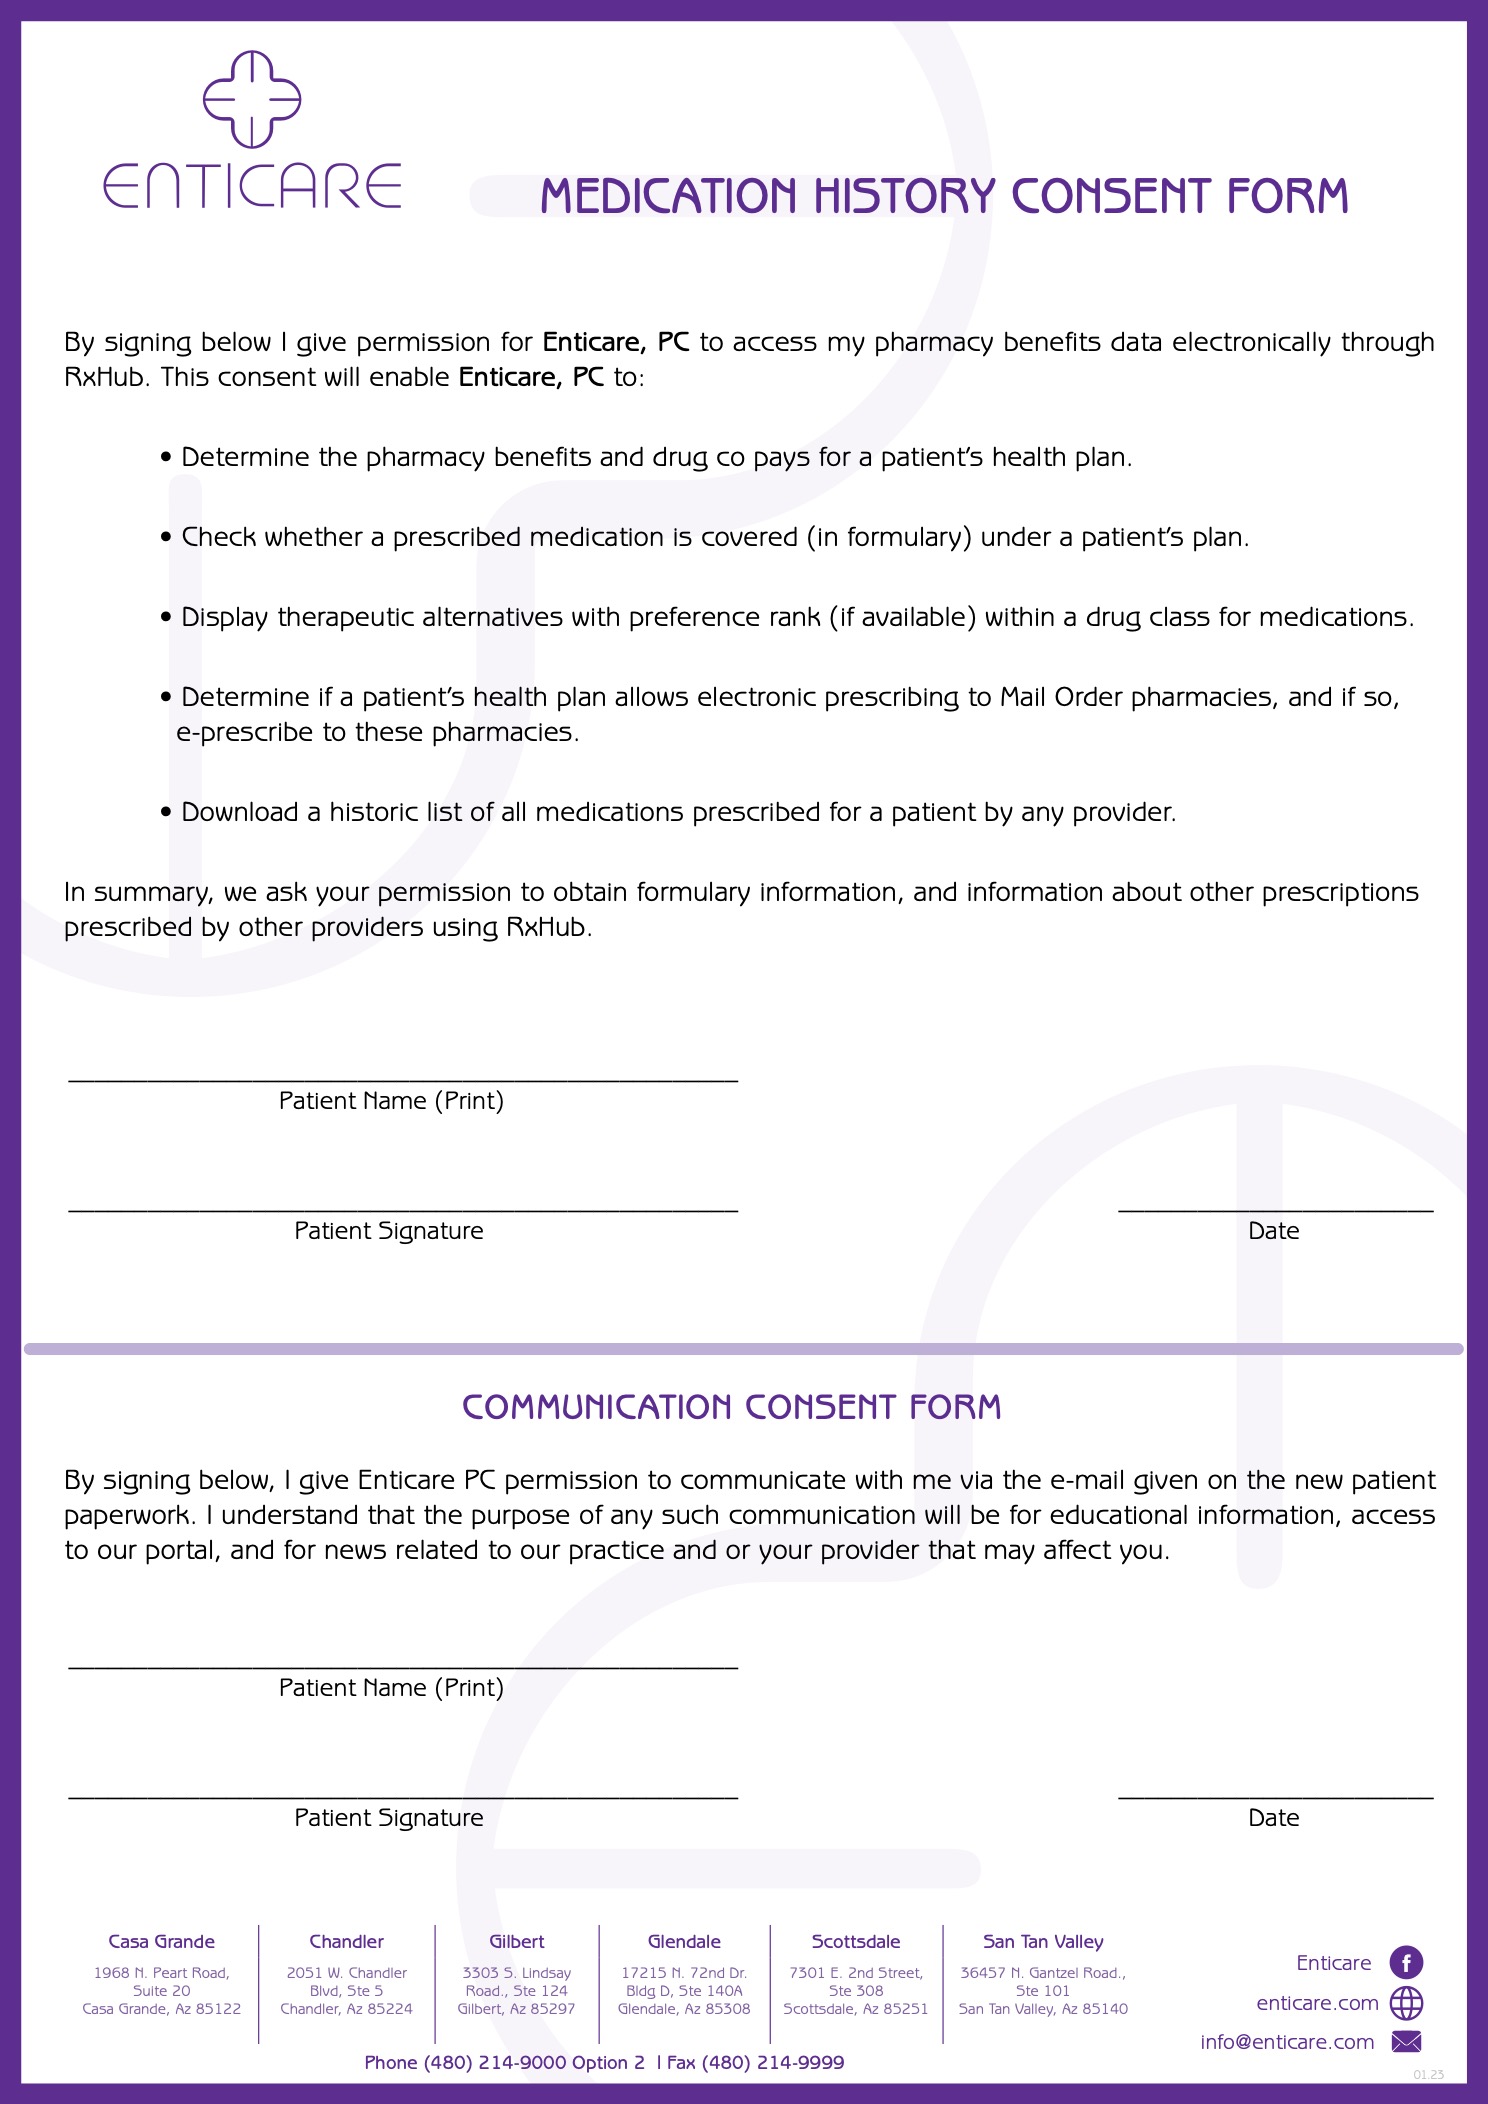 ENTICARE
MEDICATION HISTORY CONSENT FORM
By signing below I give permission for Enticare, PC to access my pharmacy benefits data electronically through
RxHub. This consent will enable Enticare, PC to:
• Determine the pharmacy benefits and drug co pays for a patient's health plan.
• Check whether a prescribed medication is covered (in formulary) under a patient's plan.
• Display therapeutic alternatives with preference rank (if available) within a drug class for medications.
• Determine if a patient's health plan allows electronic prescribing to Mail Order pharmacies, and if so,
e-prescribe to these pharmacies.
• Download a historic list of all medications prescribed for a patient by any provider.
In summary, we ask your permission to obtain formulary information, and information about other prescriptions
prescribed by other providers using RxHub.
Patient Name (Print)
Patient Signature
Date
COMMUNICATION CONSENT FORM
By signing below, I give Enticare PC permission to communicate with me via the e-mail given on the new patient
paperwork. I understand that the purpose of any such communication will be for educational information, access
to our portal, and for news related to our practice and or your provider that may affect you.
Patient Name (Print)
Patient Signature
Date
Casa Grande
1968 N. Peart Road,
Suite 20
Casa Grande, Az 85122
Chandler
2051 W. Chandler
Blvd, Ste 5
Chandler, Az 85224
Gilbert
3303 S. Lindsay
Road., Ste 124
Gilbert, Az 85297
Glendale
17215 N. 72nd Dr.
Bldg D, Ste 140A
Glendale, Az 85308
Scottsdale
7301 E. 2nd Street,
Ste 308
Scottsdale, Az 85251
San Tan Valley
36457 N. Gantzel Road.,
Ste 101
San Tan Valley, Az 85140
Phone (480) 214-9000 Option 2 | Fax (480) 214-9999
Enticare
enticare.com
info@enticare.com
01.23